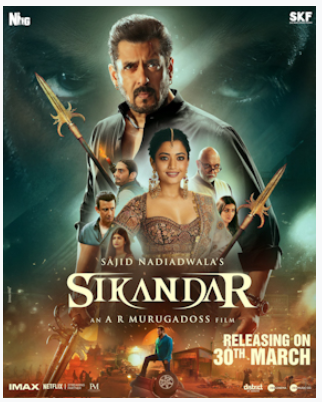 NG
SKF
SAJID NADIADWALA'S
SIKANDAR
AN A R MURUGADOSS FILM
RELEASING ON
30TH MARCH
IMAX NETFLIX